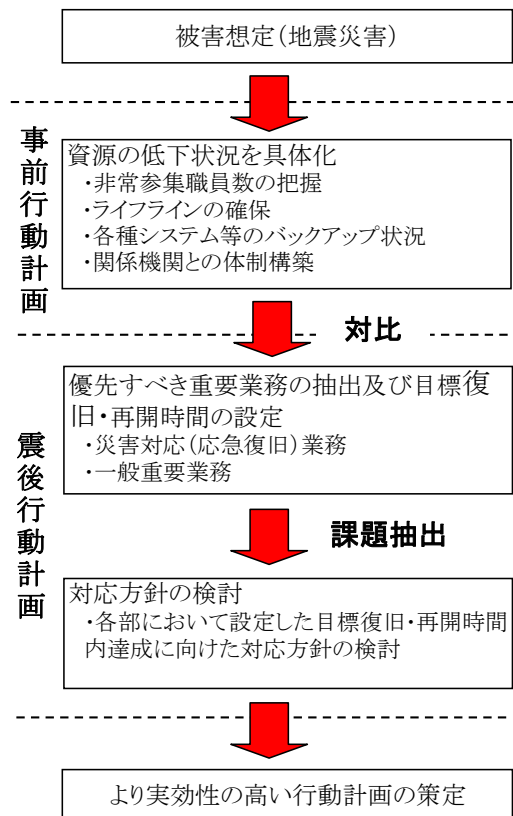 被害想定(地震災害)
事前行動計画
資源の低下状況を具体化
・非常参集職員数の把握
・ライフラインの確保
・各種システム等のバックアップ状況
・関係機関との体制構築
対比
震後行動計画
優先すべき重要業務の抽出及び目標復
旧・再開時間の設定
・災害対応(応急復旧)業務
・一般重要業務
課題抽出
対応方針の検討
・各部において設定した目標復旧・再開時間
内達成に向けた対応方針の検討
より実効性の高い行動計画の策定